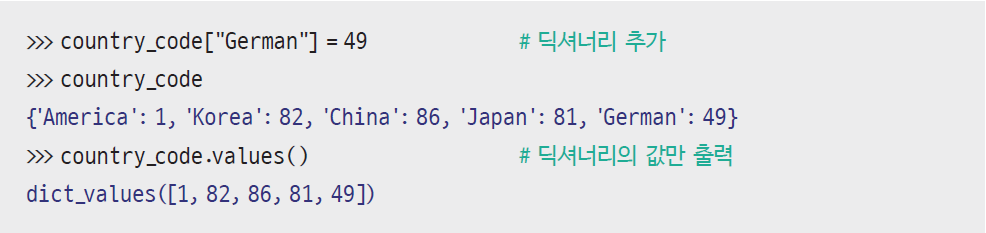 >>> country_code["German"] = 49 # 딕셔너리 추가
>>> country_code
{'America': 1, 'Korea': 82, 'China': 86, 'Japan': 81, 'German': 49}
>>> country_code.values() # 딕셔너리의 값만 출력
dict_values([1, 82, 86, 81, 49])